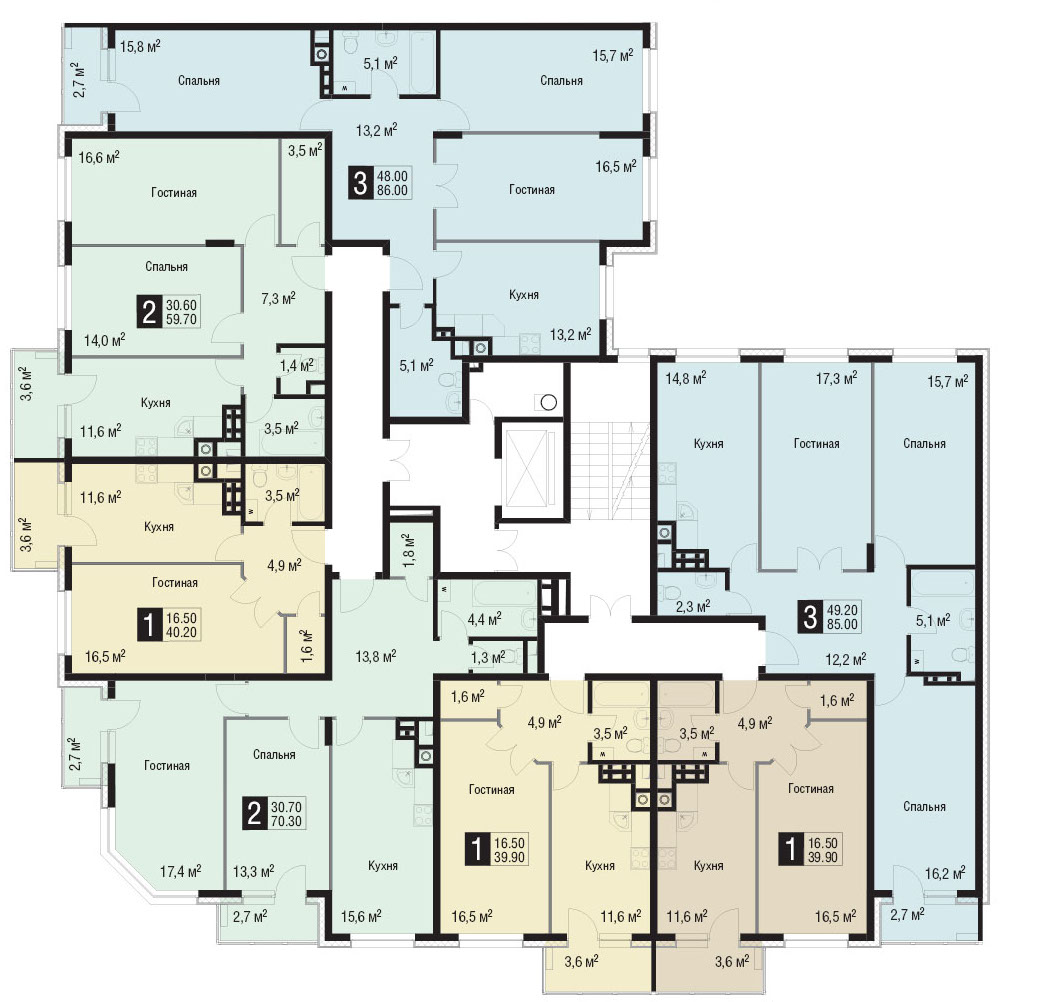 15,8 м²
Спальня
2,7 м²
5,1 м²
w
15,7 м²
Спальня
13,2 м²
3
48.00
86.00
16,5 м²
Гостиная
Кухня
13,2 м²
5,1 м²
16,6 м²
Гостиная
3,5 м²
Спальня
2
30.60
59.70
14,0 м²
7,3 м²
1,4 м²
3,6 м²
Кухня
11,6 м²
3,5 м²
11,6 м²
Кухня
3,6 м²
3,5 м²
w
4,9 м²
Гостиная
1
16.50
40.20
16,5 м²
1,6 м²
1,8 м²
w
4,4 м²
1,3 м²
13,8 м²
2,7 м²
Гостиная
17,4 м²
Спальня
2
30.70
70.30
13,3 м²
2,7 м²
Кухня
15,6 м²
1,6 м²
4,9 м²
3,5 м²
w
Гостиная
1
16.50
39.90
16,5 м²
Кухня
11,6 м²
3,6 м²
3,5 м²
w
4,9 м²
1,6 м²
Гостиная
1
16.50
39.90
16,5 м²
Кухня
11,6 м²
3,6 м²
14,8 м²
Кухня
17,3 м²
Гостиная
15,7 м²
Спальня
2,3 м²
3
49.20
85.00
12,2 м²
5,1 м²
w
Спальня
16,2 м²
2,7 м²